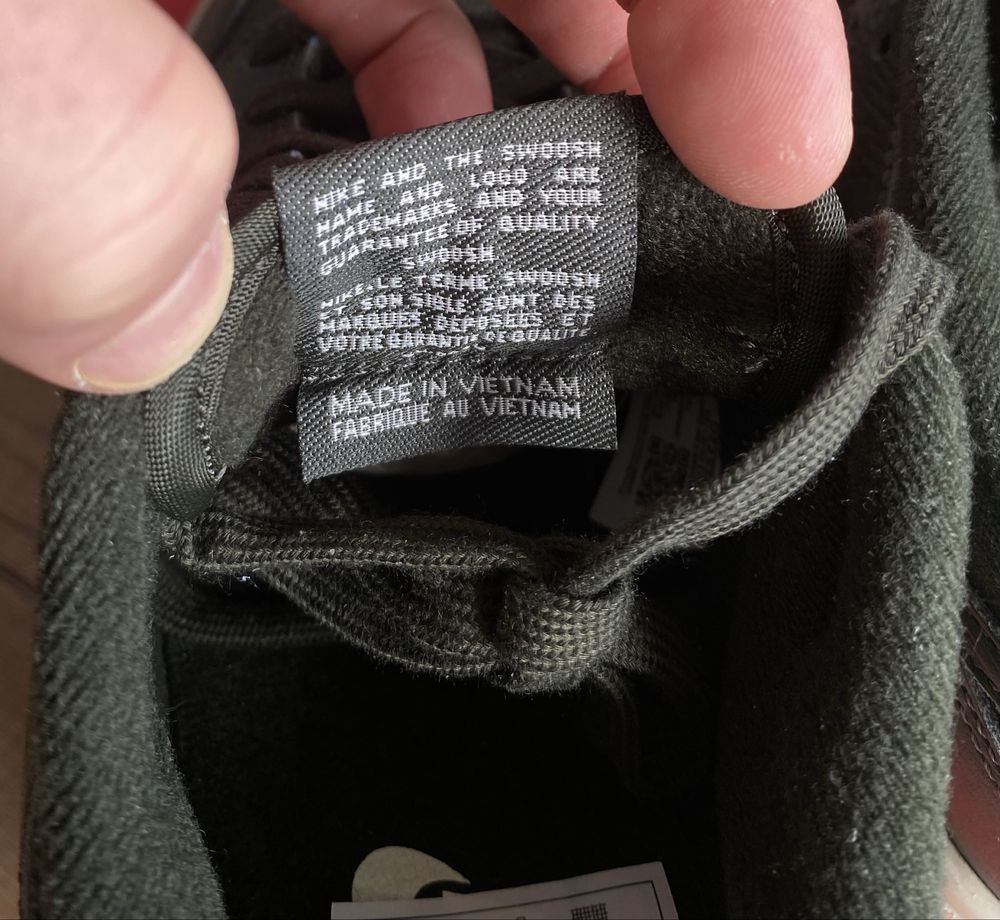 NIKE AND THE SWOOSH
NAME AND LOGO ARE
TRADEMARKS AND YOUR
GUARANTEE OF QUALITY
SWOOSH
NIKE LE TERME SWOOSH
ET SON SIGLE SONT DES
MARQUES DEPOSEES ET
VOTRE GARANTIE DE QUALITE
MADE IN VIETNAM
FABRIQUE AU VIETNAM